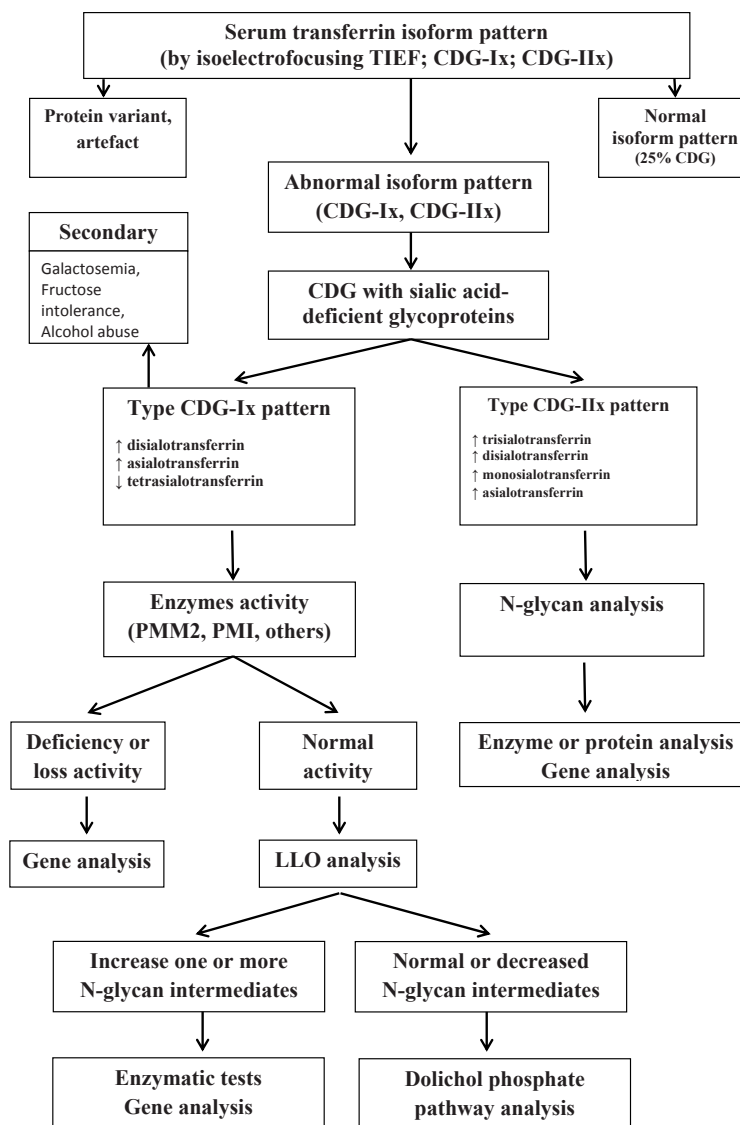 Serum transferrin isoform pattern
(by isoelectrofocusing TIEF; CDG-Ix; CDG-IIx)
Protein variant,
artefact
Normal
isoform pattern
(25% CDG)
Abnormal isoform pattern
(CDG-Ix, CDG-IIx)
Secondary
Galactosemia,
Fructose
intolerance,
Alcohol abuse
CDG with sialic acid-
deficient glycoproteins
Type CDG-Ix pattern
↑ disialotransferrin
↑ asialotransferrin
↓ tetrasialotransferrin
Type CDG-IIx pattern
↑ trisialotransferrin
↑ disialotransferrin
↑ monosialotransferrin
↑ asialotransferrin
Enzymes activity
(PMM2, PMI, others)
N-glycan analysis
Deficiency or
loss activity
Normal
activity
Enzyme or protein analysis
Gene analysis
Gene analysis
LLO analysis
Increase one or more
N-glycan intermediates
Normal or decreased
N-glycan intermediates
Enzymatic tests
Gene analysis
Dolichol phosphate
pathway analysis